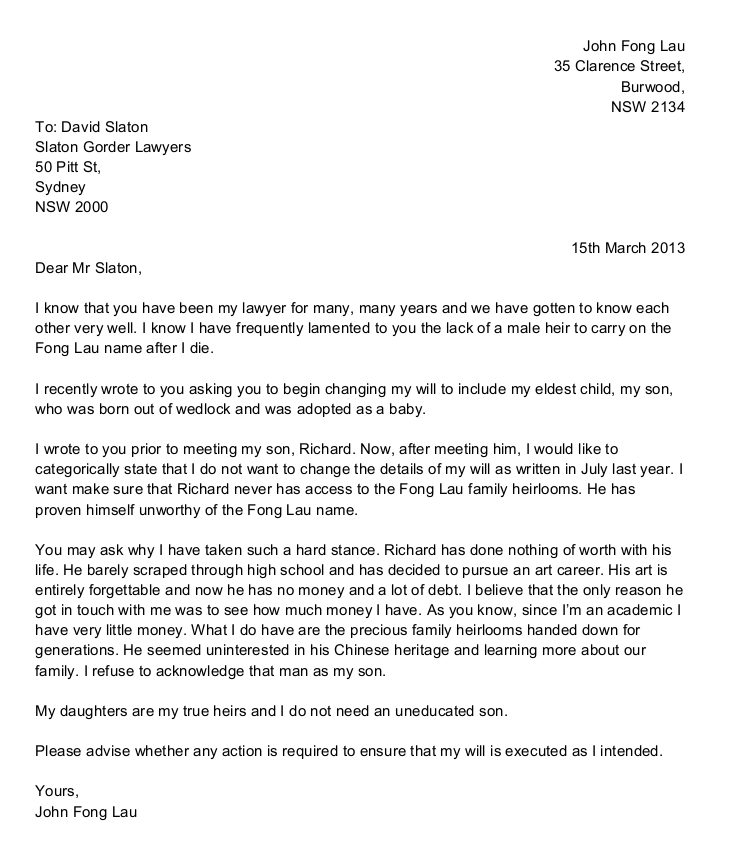 John Fong Lau
35 Clarence Street,
Burwood,
NSW 2134
To: David Slaton
Slaton Gorder Lawyers
50 Pitt St,
Sydney
NSW 2000
15th March 2013
Dear Mr Slaton,
I know that you have been my lawyer for many, many years and we have gotten to know each
other very well. I know I have frequently lamented to you the lack of a male heir to carry on the
Fong Lau name after I die.
I recently wrote to you asking you to begin changing my will to include my eldest child, my son,
who was born out of wedlock and was adopted as a baby.
I wrote to you prior to meeting my son, Richard. Now, after meeting him, I would like to
categorically state that I do not want to change the details of my will as written in July last year. I
want make sure that Richard never has access to the Fong Lau family heirlooms. He has
proven himself unworthy of the Fong Lau name.
You may ask why I have taken such a hard stance. Richard has done nothing of worth with his
life. He barely scraped through high school and has decided to pursue an art career. His art is
entirely forgettable and now he has no money and a lot of debt. I believe that the only reason he
got in touch with me was to see how much money I have. As you know, since I'm an academic I
have very little money. What I do have are the precious family heirlooms handed down for
generations. He seemed uninterested in his Chinese heritage and learning more about our
family. I refuse to acknowledge that man as my son.
My daughters are my true heirs and I do not need an uneducated son.
Please advise whether any action is required to ensure that my will is executed as I intended.
Yours,
John Fong Lau